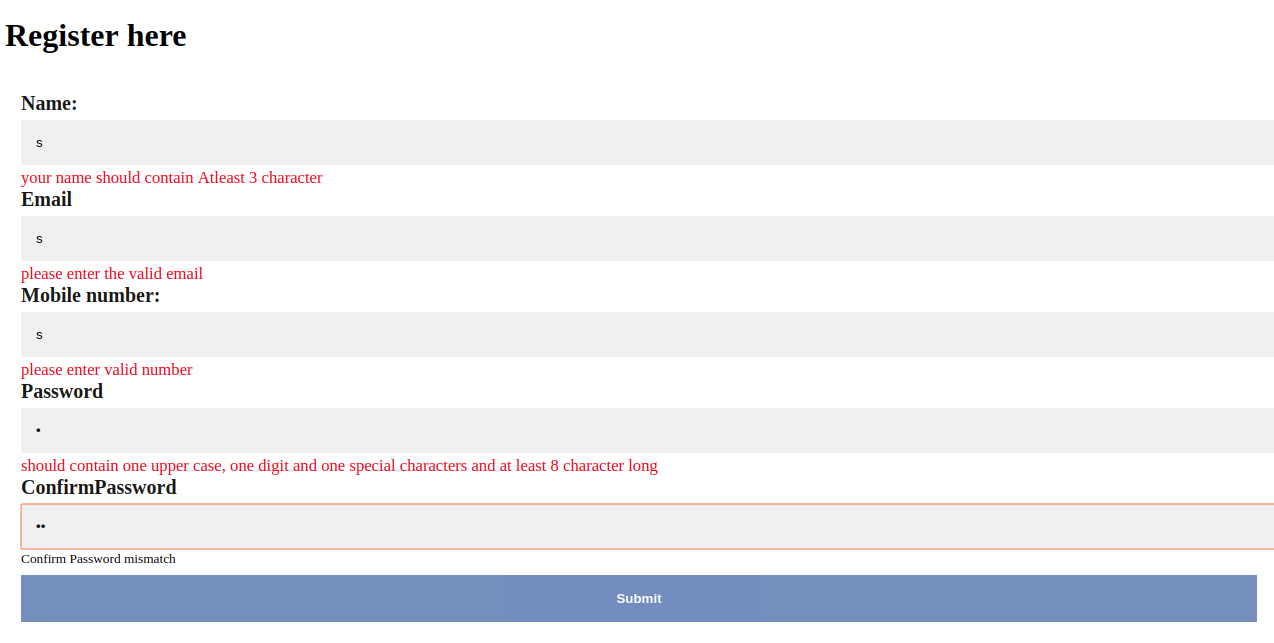 Register here
Name:
s
your name should contain Atleast 3 character
Email
s
please enter the valid email
Mobile number:
s
please enter valid number
Password
•
should contain one upper case, one digit and one special characters and at least 8 character long
ConfirmPassword
••
Confirm Password mismatch
Submit